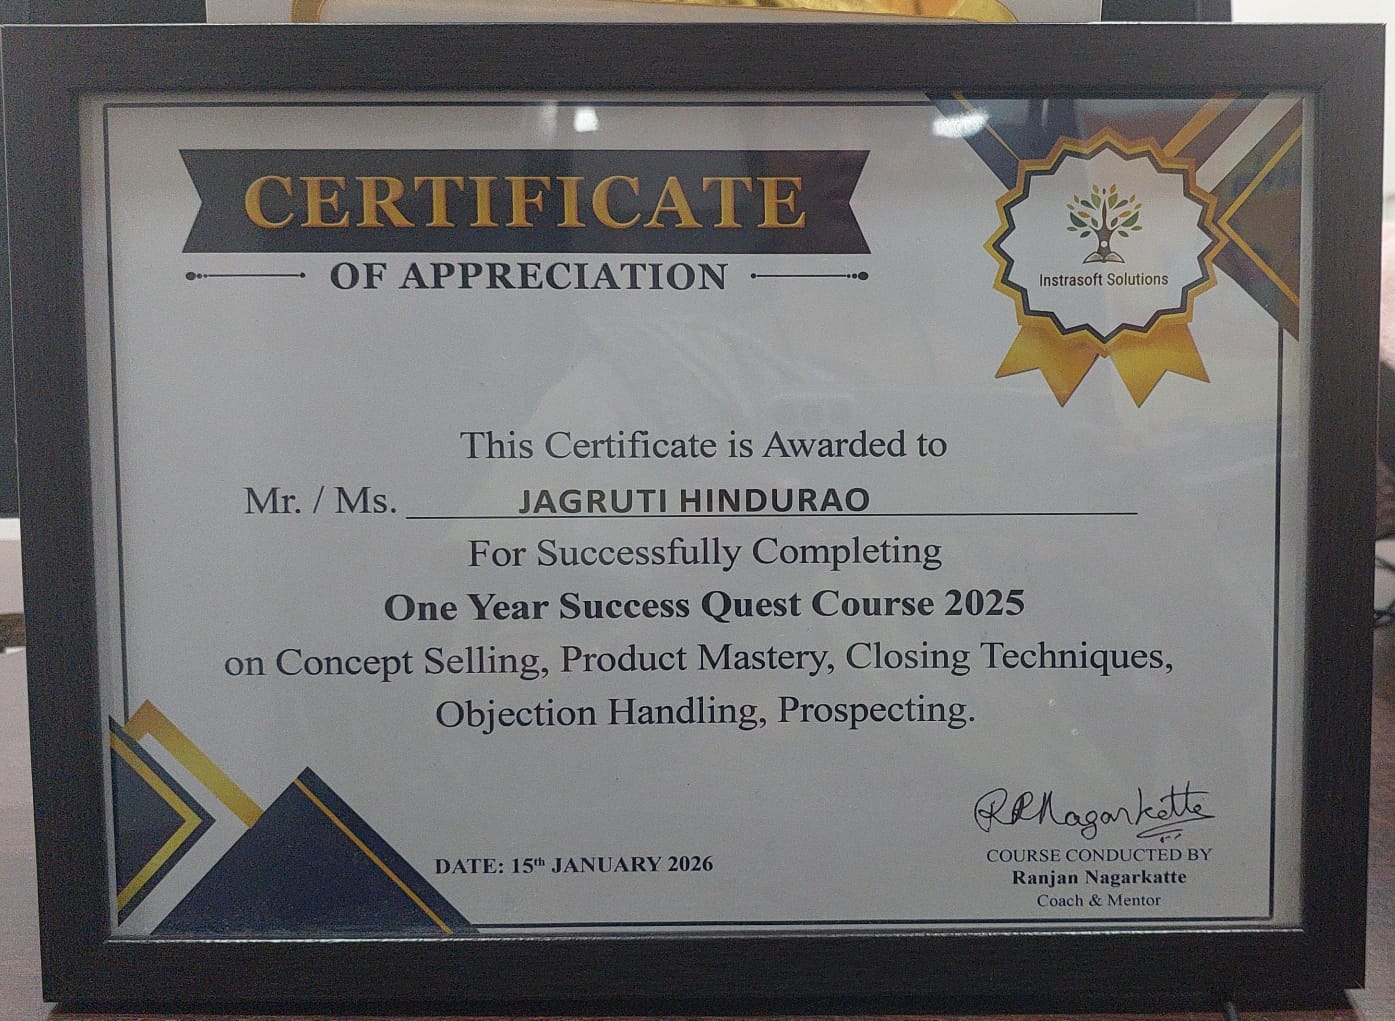 CERTIFICATE
OF APPRECIATION
Instrasoft Solutions
This Certificate is Awarded to
Mr. / Ms. JAGRUTI HINDURAO
For Successfully Completing
One Year Success Quest Course 2025
on Concept Selling, Product Mastery, Closing Techniques,
Objection Handling, Prospecting.
RRNagarkatte
DATE: 15th JANUARY 2026
COURSE CONDUCTED BY
Ranjan Nagarkatte
Coach & Mentor